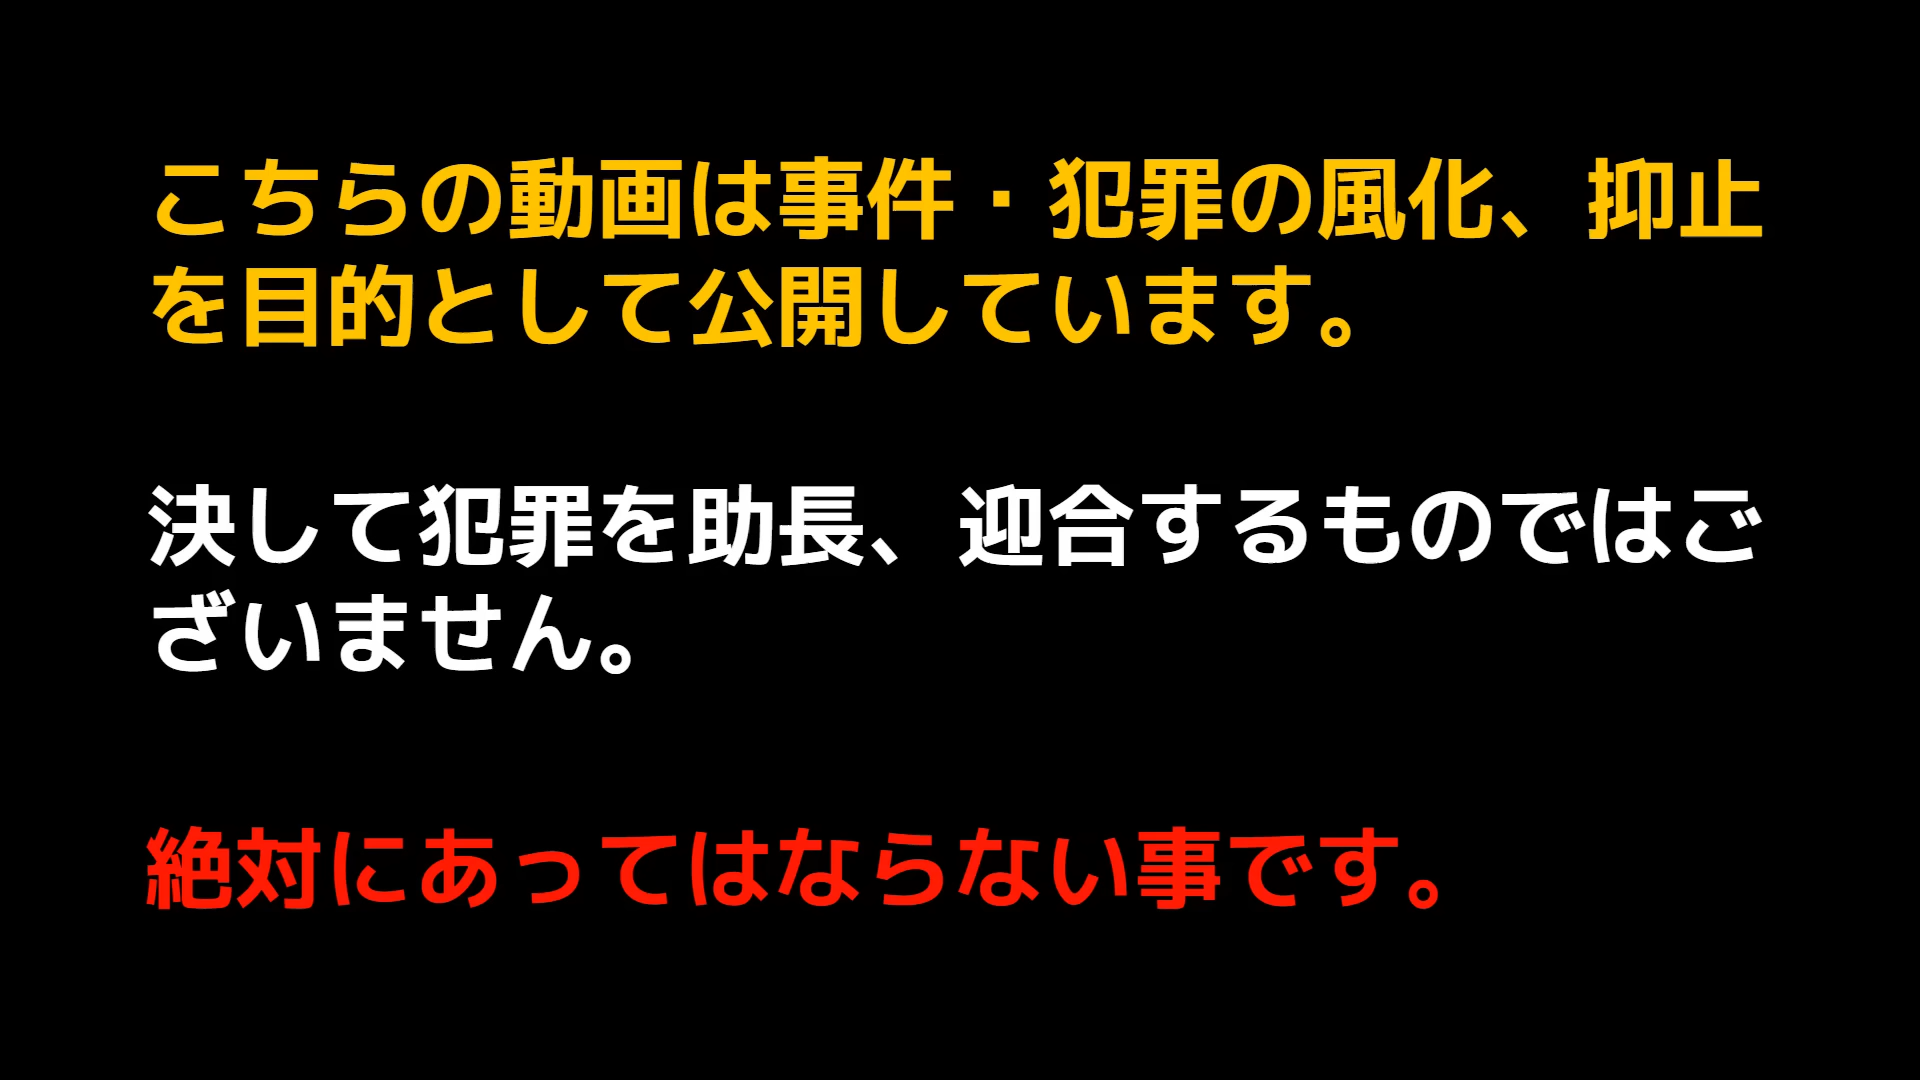 こちらの動画は事件・犯罪の風化、抑止
を目的として公開しています。
決して犯罪を助長、迎合するものではご
ざいません。
絶対にあってはならない事です。